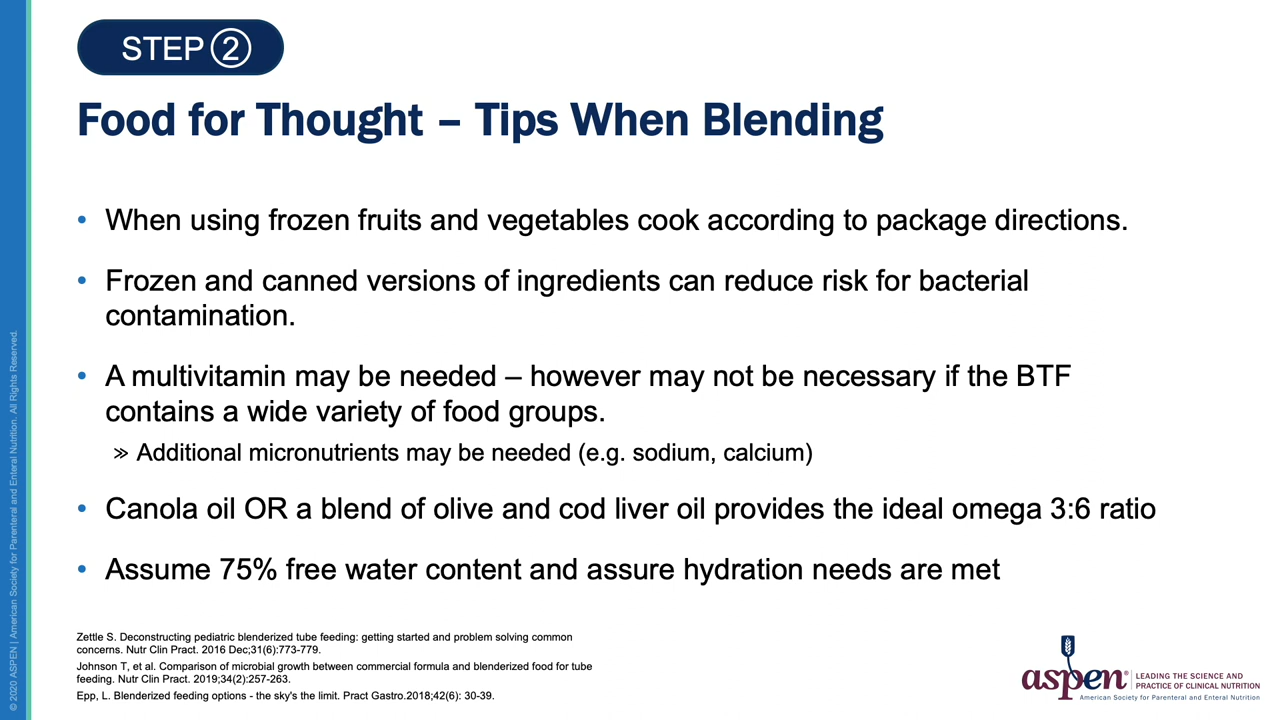 STEP ②
Food for Thought – Tips When Blending
• When using frozen fruits and vegetables cook according to package directions.
• Frozen and canned versions of ingredients can reduce risk for bacterial
contamination.
• A multivitamin may be needed – however may not be necessary if the BTF
contains a wide variety of food groups.
» Additional micronutrients may be needed (e.g. sodium, calcium)
• Canola oil OR a blend of olive and cod liver oil provides the ideal omega 3:6 ratio
• Assume 75% free water content and assure hydration needs are met
Zettle S. Deconstructing pediatric blenderized tube feeding: getting started and problem solving common
concerns. Nutr Clin Pract. 2016 Dec;31(6):773-779.
Johnson T, et al. Comparison of microbial growth between commercial formula and blenderized food for tube
feeding. Nutr Clin Pract. 2019;34(2):257-263.
Epp, L. Blenderized feeding options - the sky's the limit. Pract Gastro.2018;42(6): 30-39.
aspen®
LEADING THE SCIENCE AND
PRACTICE OF CLINICAL NUTRITION
American Society for Parenteral and Enteral Nutrition
© 2020 ASPEN | American Society for Parenteral and Enteral Nutrition. All Rights Reserved.